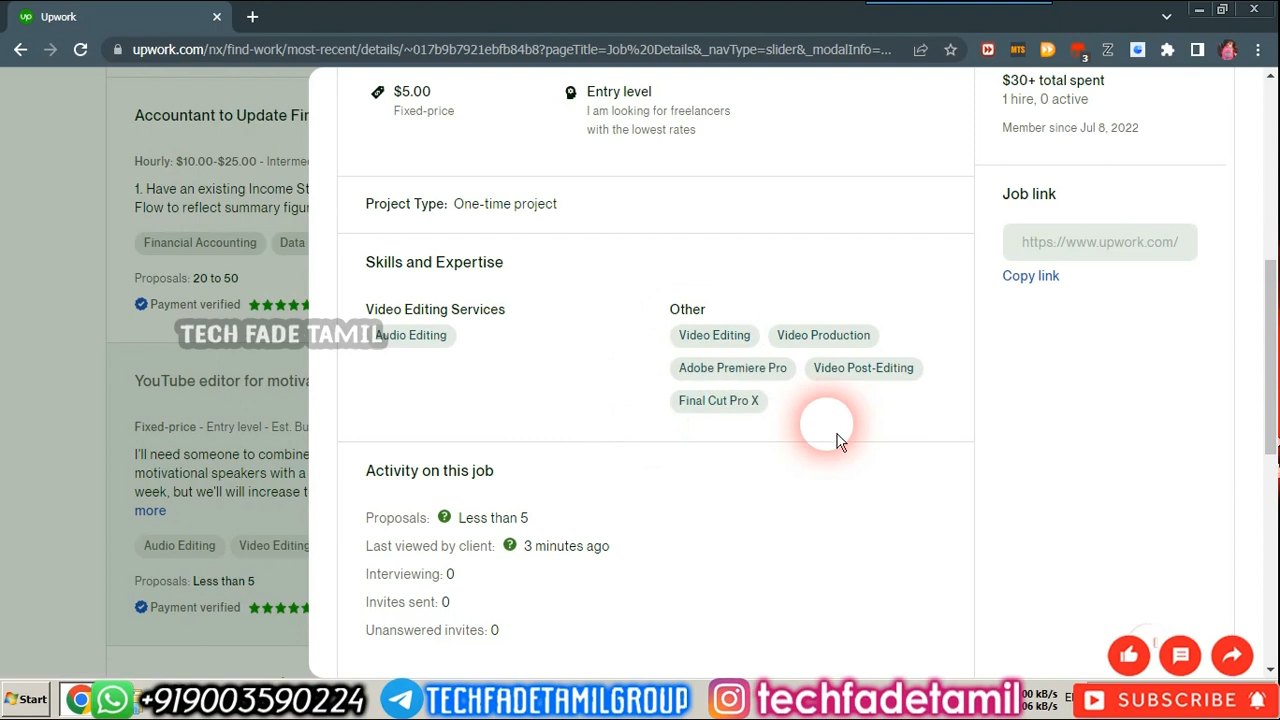 Upwork
upwork.com/nx/find-work/most-recent/details/~017b9b7921ebfb84b8?pageTitle=Job%20Details&_navType=slider&_modalInfo=...
MTS
3
Accountant to Update Fin
Hourly: $10.00-$25.00 - Interme
1. Have an existing Income St
Flow to reflect summary figur
Financial Accounting Data
Proposals: 20 to 50
Payment verified
YouTube editor for motiva
Fixed-price - Entry level - Est. Bu
I'll need someone to combine
motivational speakers with a
week, but we'll will increase t
more
Audio Editing Video Editing
Proposals: Less than 5
Payment verified
$5.00
Fixed-price
Entry level
I am looking for freelancers
with the lowest rates
Project Type: One-time project
Skills and Expertise
Video Editing Services
Audio Editing
Other
Video Editing Video Production
Adobe Premiere Pro Video Post-Editing
Final Cut Pro X
TECH FADE TAMIL
Activity on this job
Proposals: Less than 5
Last viewed by client: 3 minutes ago
Interviewing: 0
Invites sent: 0
Unanswered invites: 0
$30+ total spent
1 hire, 0 active
Member since Jul 8, 2022
Job link
https://www.upwork.com/
Copy link
Start
+919003590224
TECHFADETAMILGROUP
techfadetamil
SUBSCRIBE